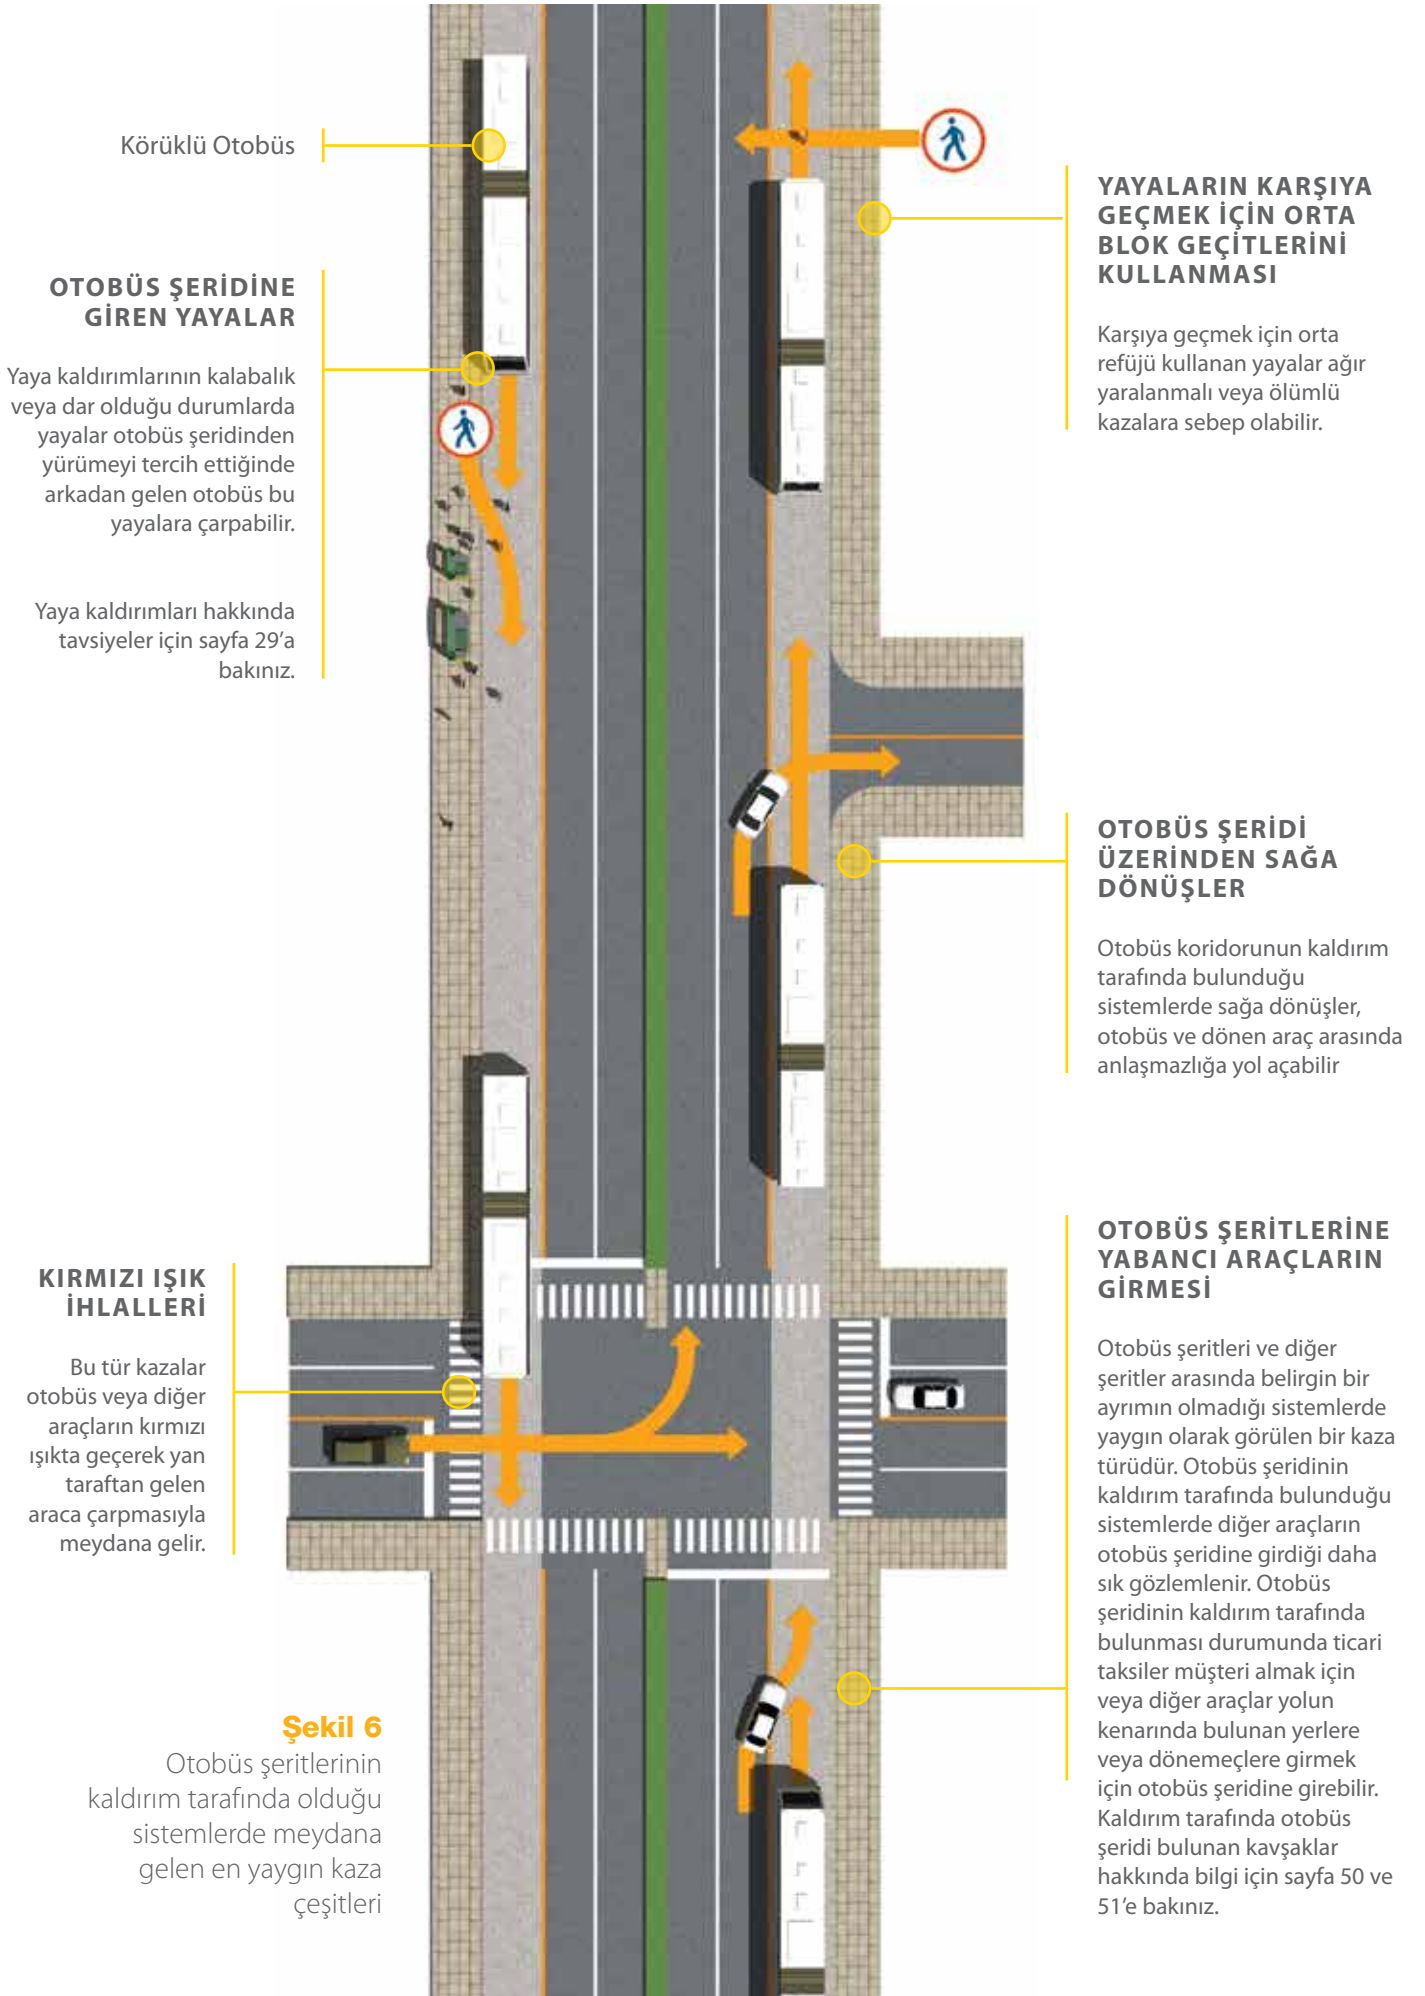 Körüklü Otobüs
OTOBÜS ŞERİDİNE
GİREN YAYALAR
Yaya kaldırımlarının kalabalık
veya dar olduğu durumlarda
yayalar otobüs şeridinden
yürümeyi tercih ettiğinde
arkadan gelen otobüs bu
yayalara çarpabilir.
Yaya kaldırımları hakkında
tavsiyeler için sayfa 29’a
bakınız.
KIRMIZI IŞIK
İHLALLERİ
Bu tür kazalar
otobüs veya diğer
araçların kırmızı
ışıkta geçerek yan
taraftan gelen
araca çarpmasıyla
meydana gelir.
Şekil 6
Otobüs şeritlerinin
kaldırım tarafında olduğu
sistemlerde meydana
gelen en yaygın kaza
çeşitleri
YAYALARIN KARŞIYA
GEÇMEK İÇİN ORTA
BLOK GEÇİTLERİNİ
KULLANMASI
Karşıya geçmek için orta
refüjü kullanan yayalar ağır
yaralanmalı veya ölümlü
kazalara sebep olabilir.
OTOBÜS ŞERİDİ
ÜZERİNDEN SAĞA
DÖNÜŞLER
Otobüs koridorunun kaldırım
tarafında bulunduğu
sistemlerde sağa dönüşler,
otobüs ve dönen araç arasında
anlaşmazlığa yol açabilir
OTOBÜS ŞERİTLERİNE
YABANCI ARAÇLARIN
GİRMESİ
Otobüs şeritleri ve diğer
şeritler arasında belirgin bir
ayrımın olmadığı sistemlerde
yaygın olarak görülen bir kaza
türüdür. Otobüs şeridinin
kaldırım tarafında bulunduğu
sistemlerde diğer araçların
otobüs şeridine girdiği daha
sık gözlemlenir. Otobüs
şeridinin kaldırım tarafında
bulunması durumunda ticari
taksiler müşteri almak için
veya diğer araçlar yolun
kenarında bulunan yerlere
veya dönemeçlere girmek
için otobüs şeridine girebilir.
Kaldırım tarafında otobüs
şeridi bulunan kavşaklar
hakkında bilgi için sayfa 50 ve
51’e bakınız.